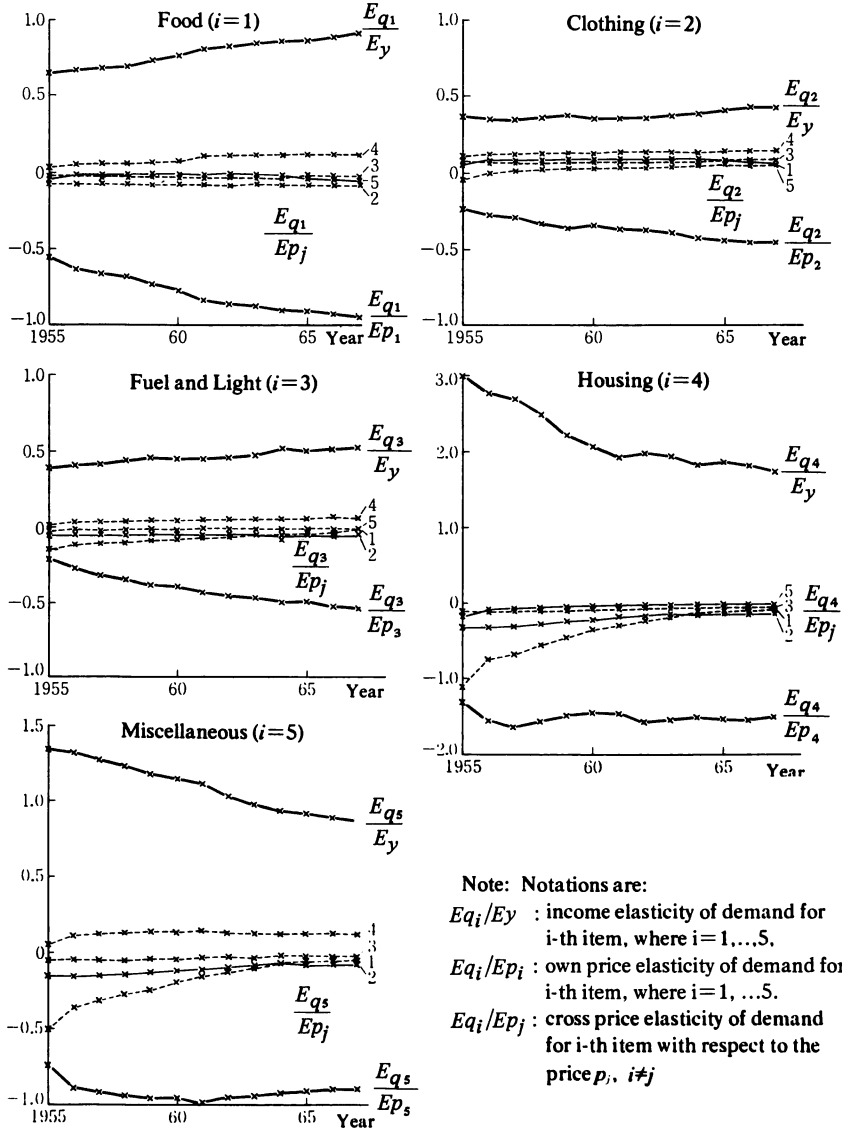 Food (i=1)
1.0
0.5
0
−0.5
−1.0
1955
60
65
Year
Eq1/Ey
4
3
5
2
Eq1/Epj
Eq1/Ep1
Clothing (i=2)
1.0
0.5
0
−0.5
−1.0
1955
60
65
Year
Eq2/Ey
4
3
1
5
Eq2/Epj
Eq2/Ep2
Fuel and Light (i=3)
1.0
0.5
0
−0.5
−1.0
1955
60
65
Year
Eq3/Ey
4
5
1
2
Eq3/Epj
Eq3/Ep3
Housing (i=4)
3.0
2.0
1.0
0
−1.0
−2.0
1955
60
65
Year
Eq4/Ey
5
3
1
2
Eq4/Epj
Eq4/Ep4
Miscellaneous (i=5)
1.5
1.0
0.5
0
−0.5
−1.0
1955
60
65
Year
Eq5/Ey
4
3
1
2
Eq5/Epj
Eq5/Ep5
Note: Notations are:
Eqi/Ey : income elasticity of demand for
i-th item, where i=1,..,5,
Eqi/Epi : own price elasticity of demand for
i-th item, where i=1, ...5.
Eqi/Epj : cross price elasticity of demand
for i-th item with respect to the
price pj, i≠j